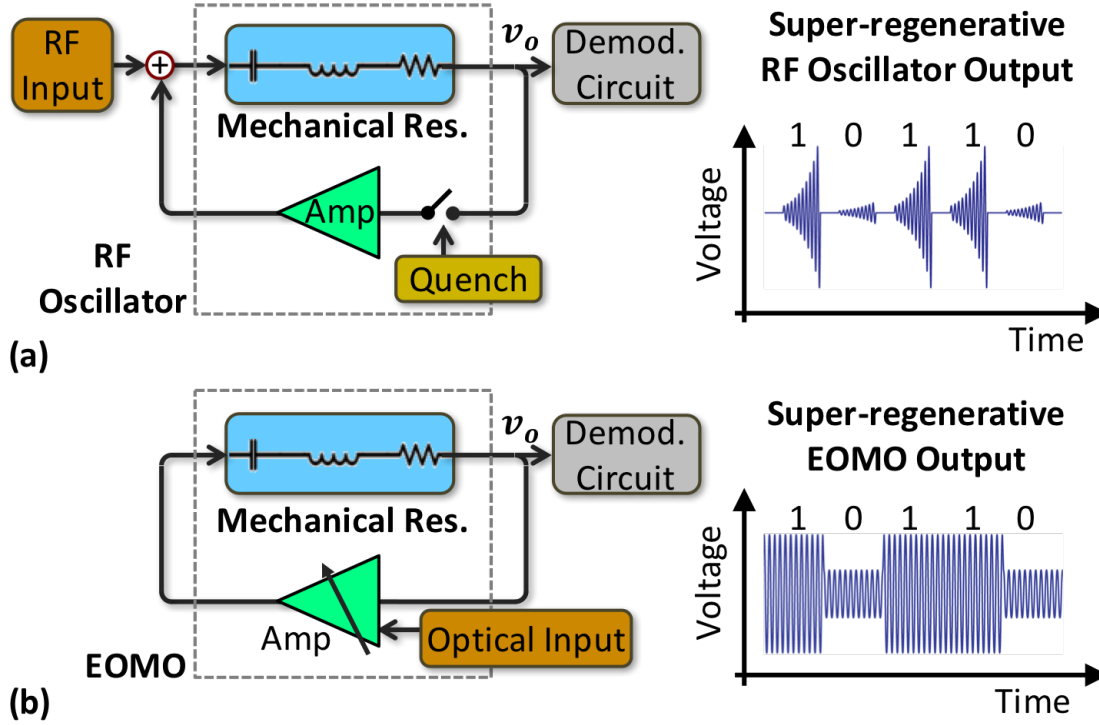 RF
Input
+
Mechanical Res.
Amp
Quench
RF
Oscillator
v_o
Demod.
Circuit
Super-regenerative
RF Oscillator Output
1 0 1 1 0
Voltage
Time
(a)
Mechanical Res.
Amp
Optical Input
EOMO
v_o
Demod.
Circuit
Super-regenerative
EOMO Output
1 0 1 1 0
Voltage
Time
(b)